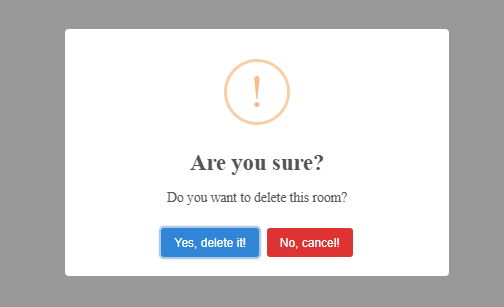 !
Are you sure?
Do you want to delete this room?
Yes, delete it! No, cancel!